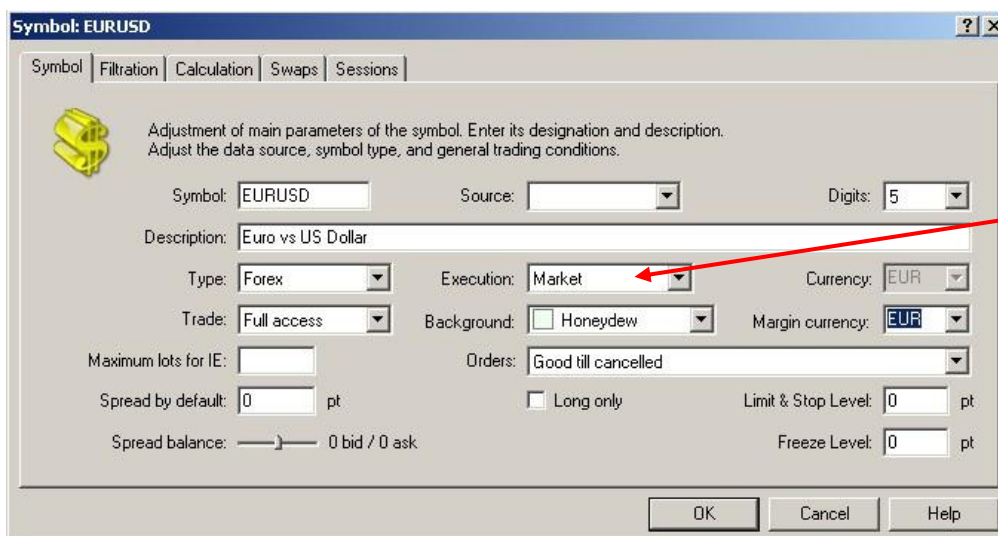 Symbol: EURUSD
Symbol Filtration Calculation Swaps Sessions
Adjustment of main parameters of the symbol. Enter its designation and description.
Adjust the data source, symbol type, and general trading conditions.
Symbol: EURUSD Source: Digits: 5
Description: Euro vs US Dollar
Type: Forex Execution: Market Currency: EUR
Trade: Full access Background: Honeydew Margin currency: EUR
Maximum lots for IE: Orders: Good till cancelled
Spread by default: 0 pt Long only Limit & Stop Level: 0 pt
Spread balance: 0 bid / 0 ask Freeze Level: 0 pt
OK Cancel Help